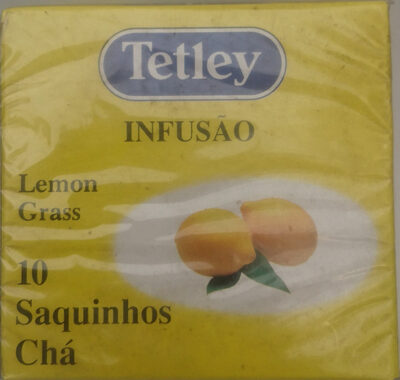 Tetley
INFUSÃO
Lemon
Grass
10
Saquinhos
Chá